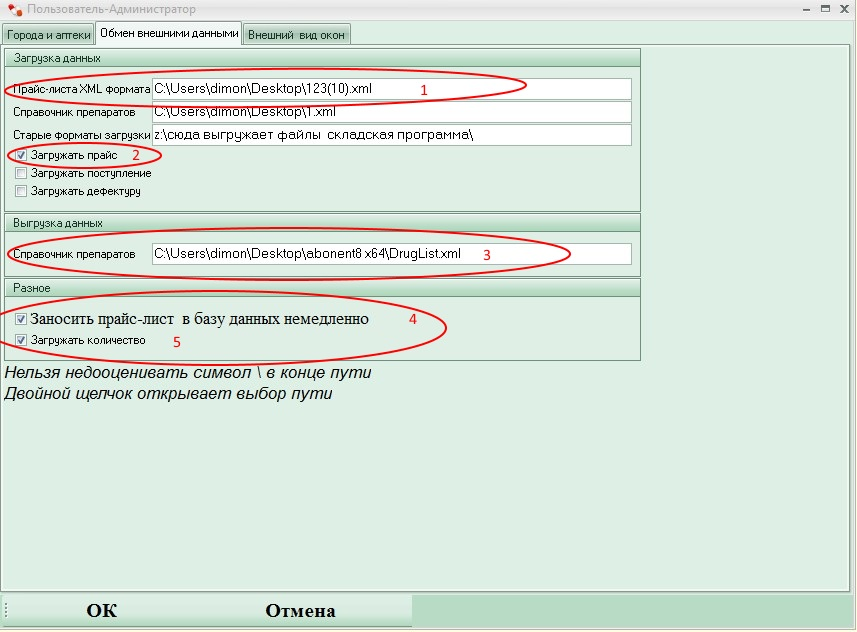 Пользователь-Администратор
Города и аптеки Обмен внешними данными Внешний вид окон
Загрузка данных
Прайс-листа XML формата C:\Users\dimon\Desktop\123(10).xml 1
Справочник препаратов C:\Users\dimon\Desktop\1.xml
Старые форматы загрузки z:\сюда выгружает файлы складская программа\
Загружать прайс 2
Загружать поступление
Загружать дефектуру
Выгрузка данных
Справочник препаратов C:\Users\dimon\Desktop\abonent8 x64\DrugList.xml 3
Разное
Заносить прайс-лист в базу данных немедленно 4
Загружать количество 5
Нельзя недооценивать символ \ в конце пути
Двойной щелчок открывает выбор пути
ОК Отмена